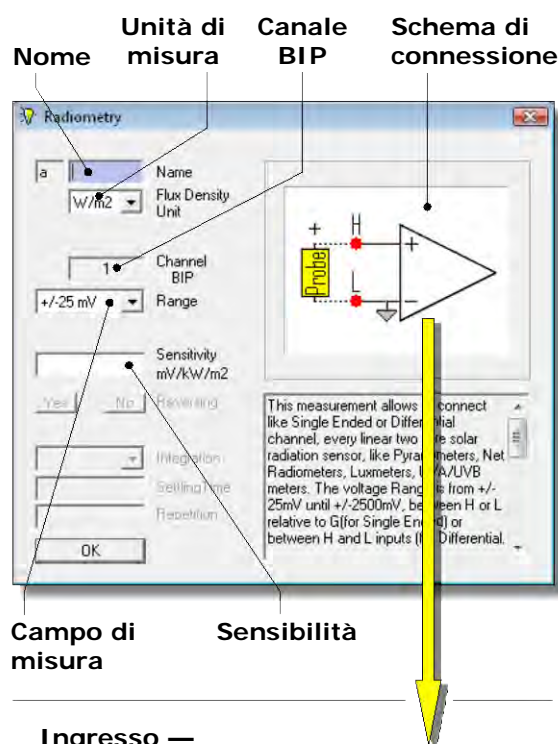 Unità di misura
Canale BIP
Schema di connessione
Nome
Radiometry
a
Name
W/m2
Flux Density Unit
+
H
+
Probe
L
−
1
Channel BIP
+/-25 mV
Range
Sensitivity mV/kW/m2
Yes
No
Reversing
Integration
Settling Time
Repetition
OK
This measurement allows
connect
like Single Ended or Differential
channel, every linear two
solar
radiation sensor, like Pyranometers, Net
Radiometers, Luxmeters,
A/UVB
meters. The voltage Range is from +/-
25mV until +/-2500mV, between H or L
relative to G(for Single Ended) or
between H and L inputs
Differential.
Campo di misura
Sensibilità
Ingresso —